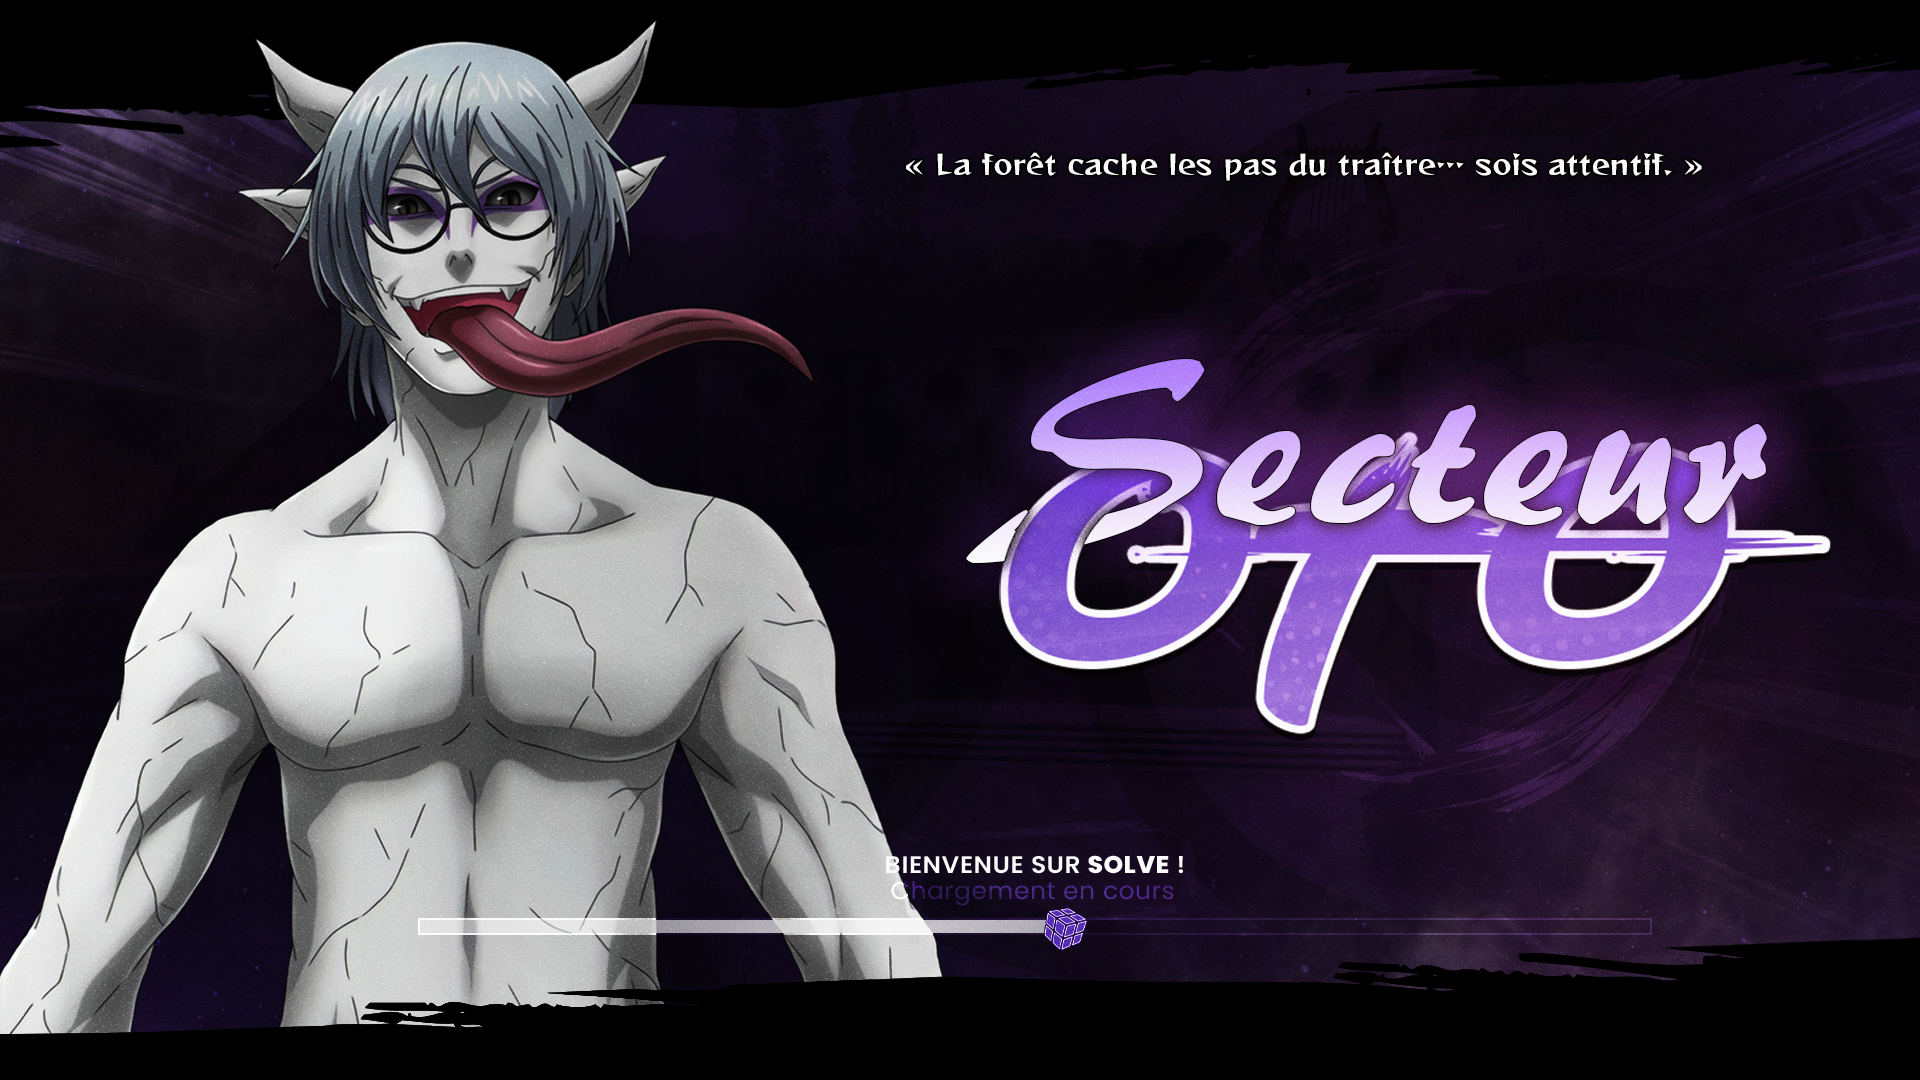 « La forêt cache les pas du traître... sois attentif. »
Secteur
OTO
BIENVENUE SUR SOLVE !
Chargement en cours